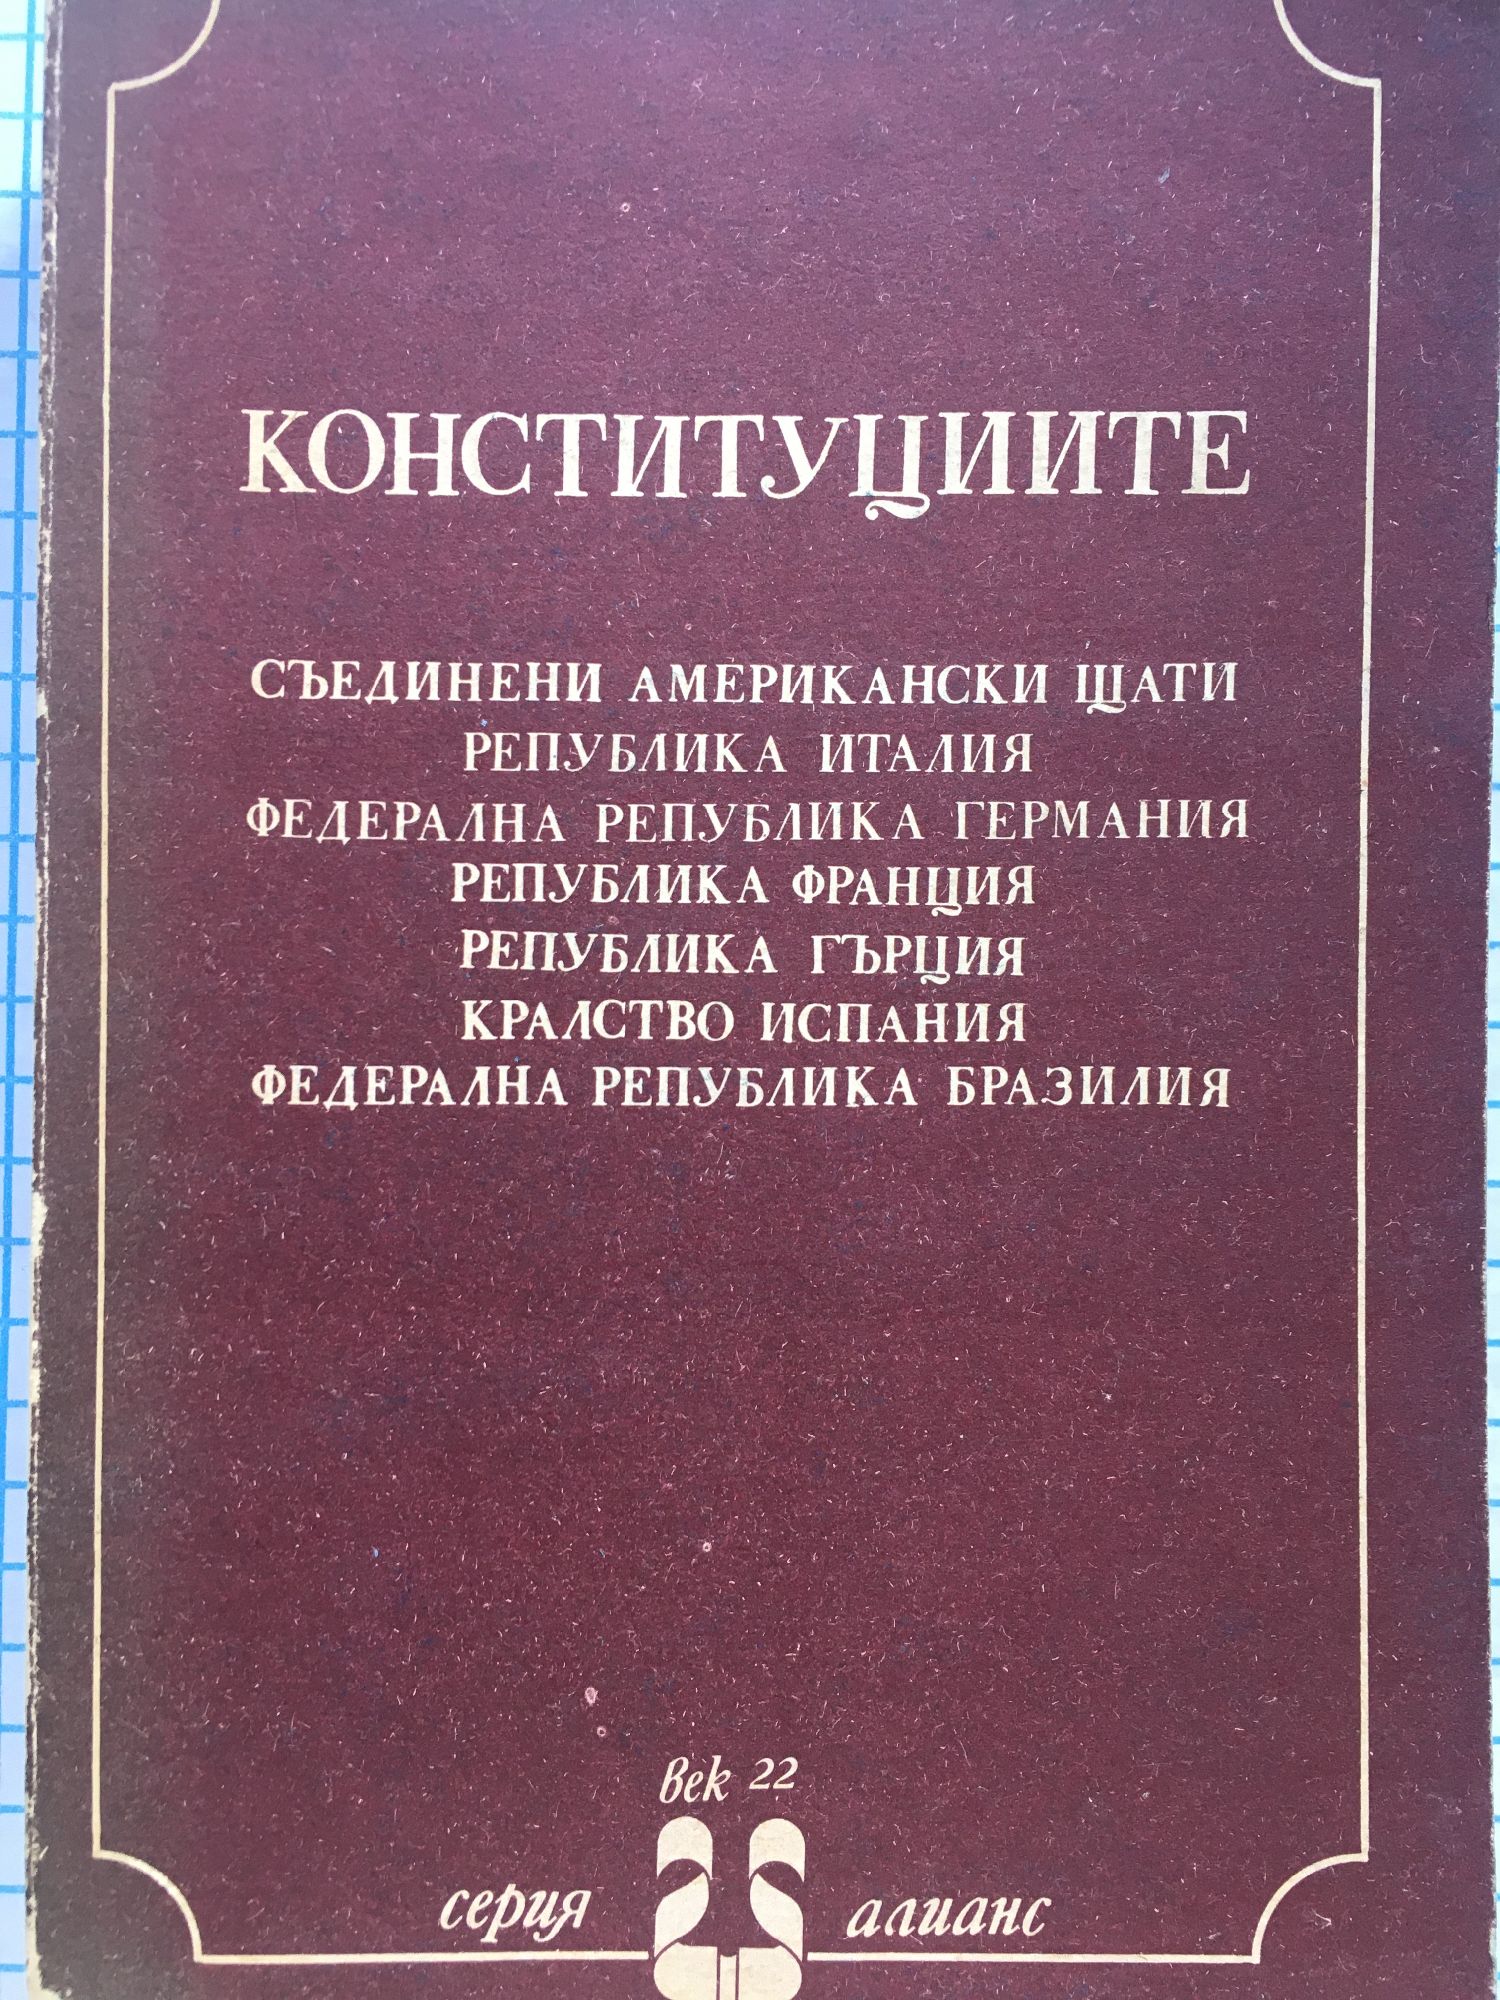 КОНСТИТУЦИИТЕ
СЪЕДИНЕНИ АМЕРИКАНСКИ ЩАТИ
РЕПУБЛИКА ИТАЛИЯ
ФЕДЕРАЛНА РЕПУБЛИКА ГЕРМАНИЯ
РЕПУБЛИКА ФРАНЦИЯ
РЕПУБЛИКА ГЪРЦИЯ
КРАЛСТВО ИСПАНИЯ
ФЕДЕРАЛНА РЕПУБЛИКА БРАЗИЛИЯ
век 22
серия алианс